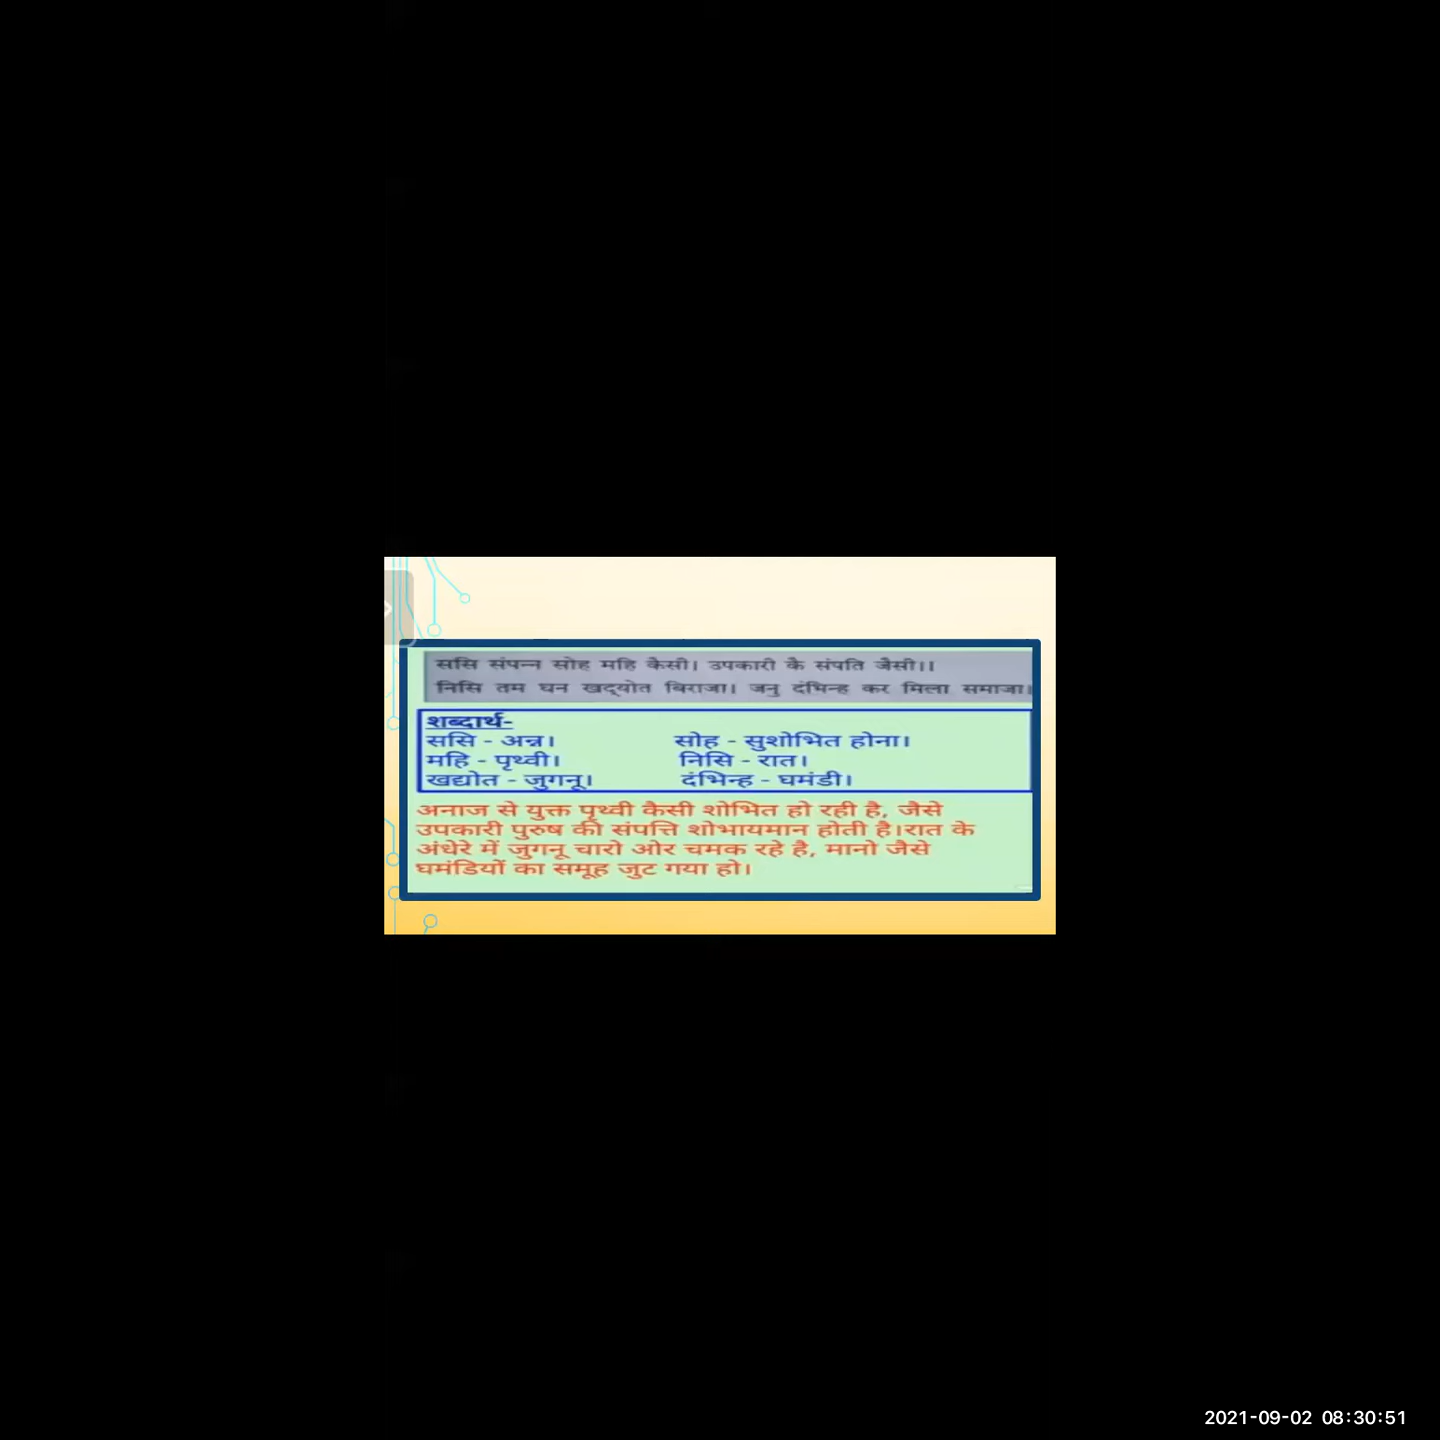 ससि संपन्न सोह महि कैसी। उपकारी कै संपति जैसी।।
निसि तम घन खद्योत बिराजा। जनु दंभिन्ह कर मिला समाजा।
शब्दार्थ-
ससि - अन्न। सोह - सुशोभित होना।
महि - पृथ्वी। निसि - रात।
खद्योत - जुगनू। दंभिन्ह - घमंडी।
अनाज से युक्त पृथ्वी कैसी शोभित हो रही है, जैसे
उपकारी पुरुष की संपत्ति शोभायमान होती है।रात के
अंधेरे में जुगनू चारो ओर चमक रहे है, मानो जैसे
घमंडियों का समूह जुट गया हो।
2021-09-02 08:30:51